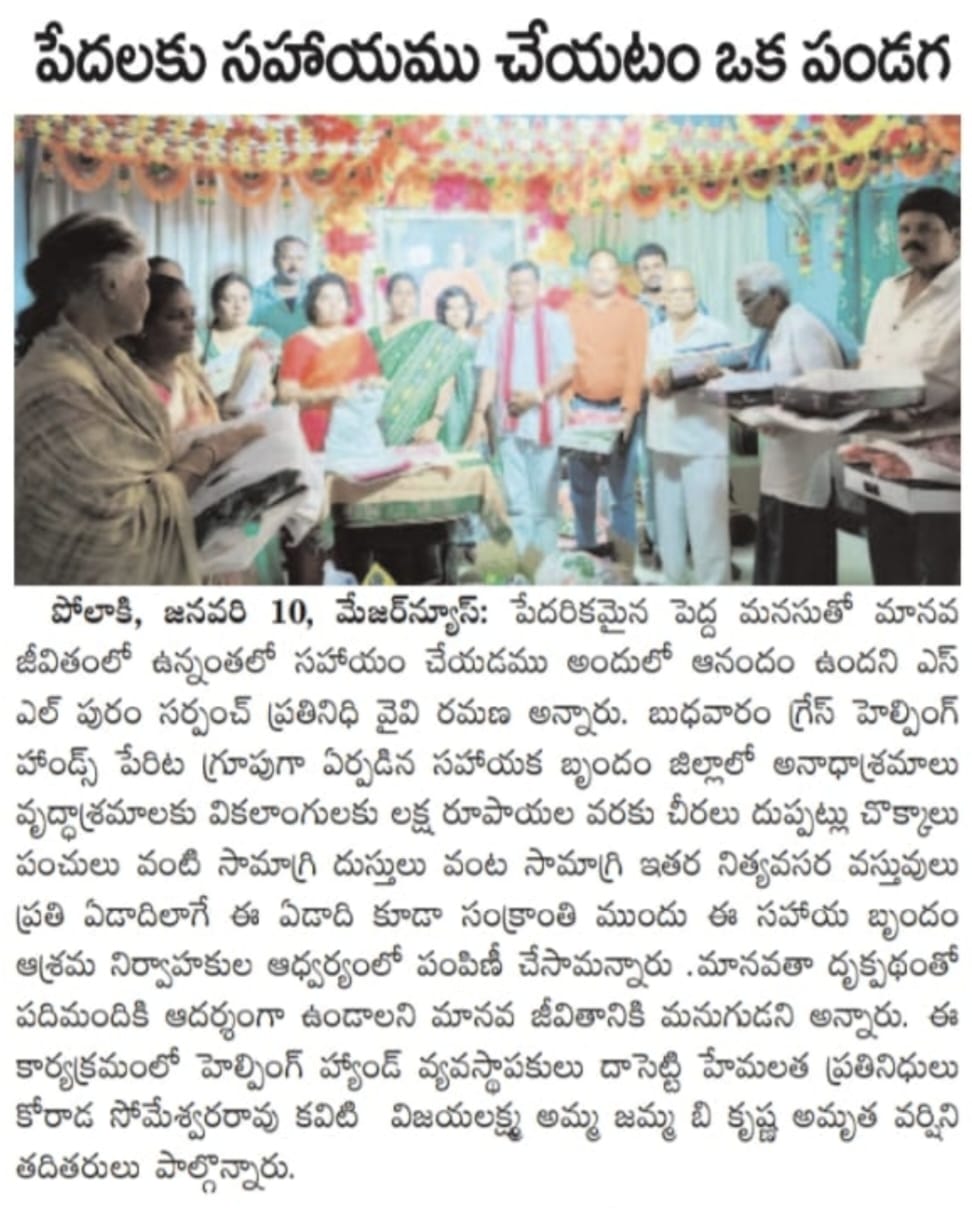 పేదలకు సహాయము చేయటం ఒక పండగ
పోలాకి, జనవరి 10, మేజర్‌న్యూస్: పేదరికమైన పెద్ద మనసుతో మానవ
జీవితంలో ఉన్నంతలో సహాయం చేయడము అందులో ఆనందం ఉందని ఎస్
ఎల్ పురం సర్పంచ్ ప్రతినిధి వైవి రమణ అన్నారు. బుధవారం గ్రేస్ హెల్పింగ్
హాండ్స్ పేరిట గ్రూపుగా ఏర్పడిన సహాయక బృందం జిల్లాలో అనాధాశ్రమాలు
వృద్ధాశ్రమాలకు వికలాంగులకు లక్ష రూపాయల వరకు చీరలు దుప్పట్లు చొక్కాలు
పంచులు వంటి సామాగ్రి దుస్తులు వంట సామాగ్రి ఇతర నిత్యవసర వస్తువులు
ప్రతి ఏడాదిలాగే ఈ ఏడాది కూడా సంక్రాంతి ముందు ఈ సహాయ బృందం
ఆశ్రమ నిర్వాహకుల ఆధ్వర్యంలో పంపిణీ చేసామన్నారు .మానవతా దృక్పథంతో
పదిమందికి ఆదర్శంగా ఉండాలని మానవ జీవితానికి మనుగుడని అన్నారు. ఈ
కార్యక్రమంలో హెల్పింగ్ హ్యాండ్ వ్యవస్థాపకులు దాసెట్టి హేమలత ప్రతినిధులు
కోరాడ సోమేశ్వరరావు కవిటి విజయలక్ష్మ అమ్మ జమ్మ బి కృష్ణ అమృత వర్షిని
తదితరులు పాల్గొన్నారు.